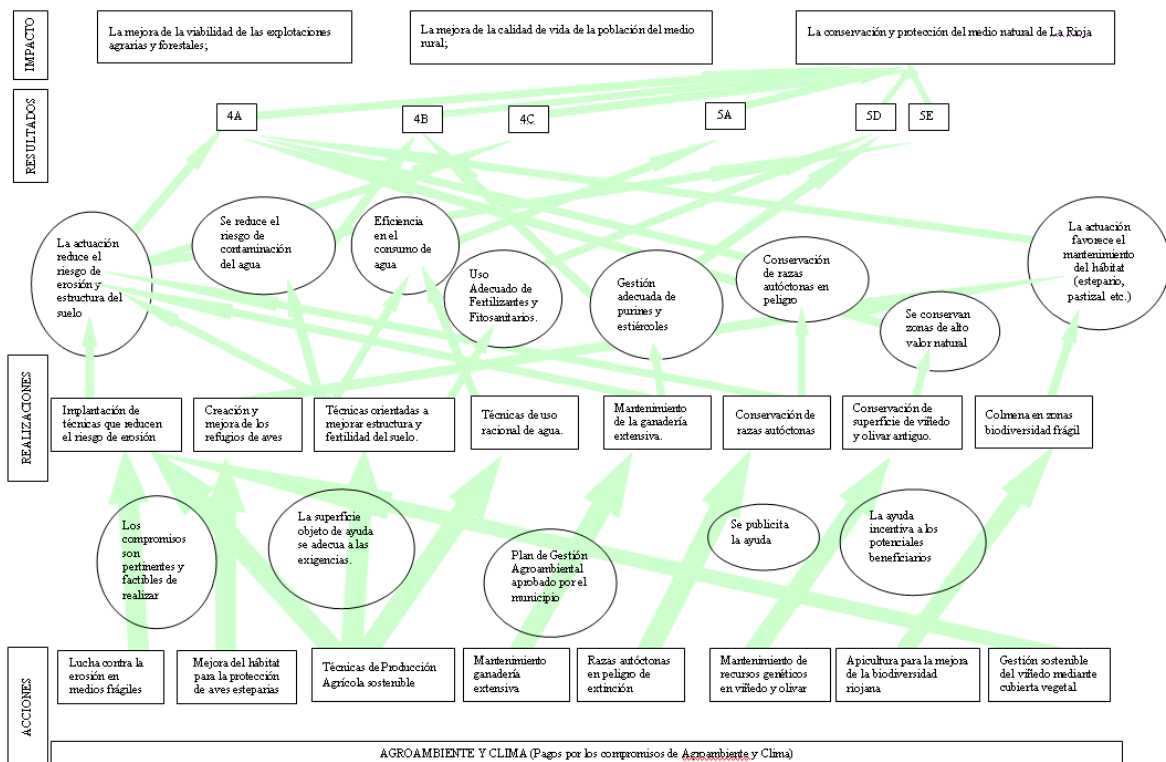 IMPACTO
La mejora de la viabilidad de las explotaciones
agrarias y forestales;
La mejora de la calidad de vida de la población del medio
rural;
La conservación y protección del medio natural de La Rioja
RESULTADOS
4A
4B
4C
5A
5D
5E
La actuación
reduce el
riesgo de
erosión y
estructura del
suelo
Se reduce el
riesgo de
contaminación
del agua
Eficiencia
en el
consumo de
agua
Uso
Adecuado de
Fertilizantes y
Fitosanitarios.
Gestión
adecuada de
purines y
estiércoles
Conservación
de razas
autóctonas en
peligro
Se conservan
zonas de alto
valor natural
La actuación
favorece el
mantenimiento
del hábitat
(estepario,
pastizal etc.)
REALIZACIONES
Implantación de
técnicas que reducen
el riesgo de erosión
Creación y
mejora de los
refugios de aves
Técnicas orientadas a
mejorar estructura y
fertilidad del suelo.
Técnicas de uso
racional de agua.
Mantenimiento
de la ganadería
extensiva.
Conservación de
razas autóctonas
Conservación de
superficie de viñedo
y olivar antiguo.
Colmena en zonas
biodiversidad frágil
Los
compromisos
son
pertinentes y
factibles de
realizar
La superficie
objeto de ayuda
se adecua a las
exigencias.
Plan de Gestión
Agroambiental
aprobado por el
municipio
Se publicita
la ayuda
La ayuda
incentiva a los
potenciales
beneficiarios
ACCIONES
Lucha contra la
erosión en
medios frágiles
Mejora del hábitat
para la protección
de aves esteparias
Técnicas de Producción
Agrícola sostenible
Mantenimiento
ganadería
extensiva
Razas autóctonas
en peligro de
extinción
Mantenimiento de
recursos genéticos
en viñedo y olivar
Apicultura para la mejora
de la biodiversidad
riojana
Gestión sostenible
del viñedo mediante
cubierta vegetal
AGROAMBIENTE Y CLIMA (Pagos por los compromisos de Agroambiente y Clima)